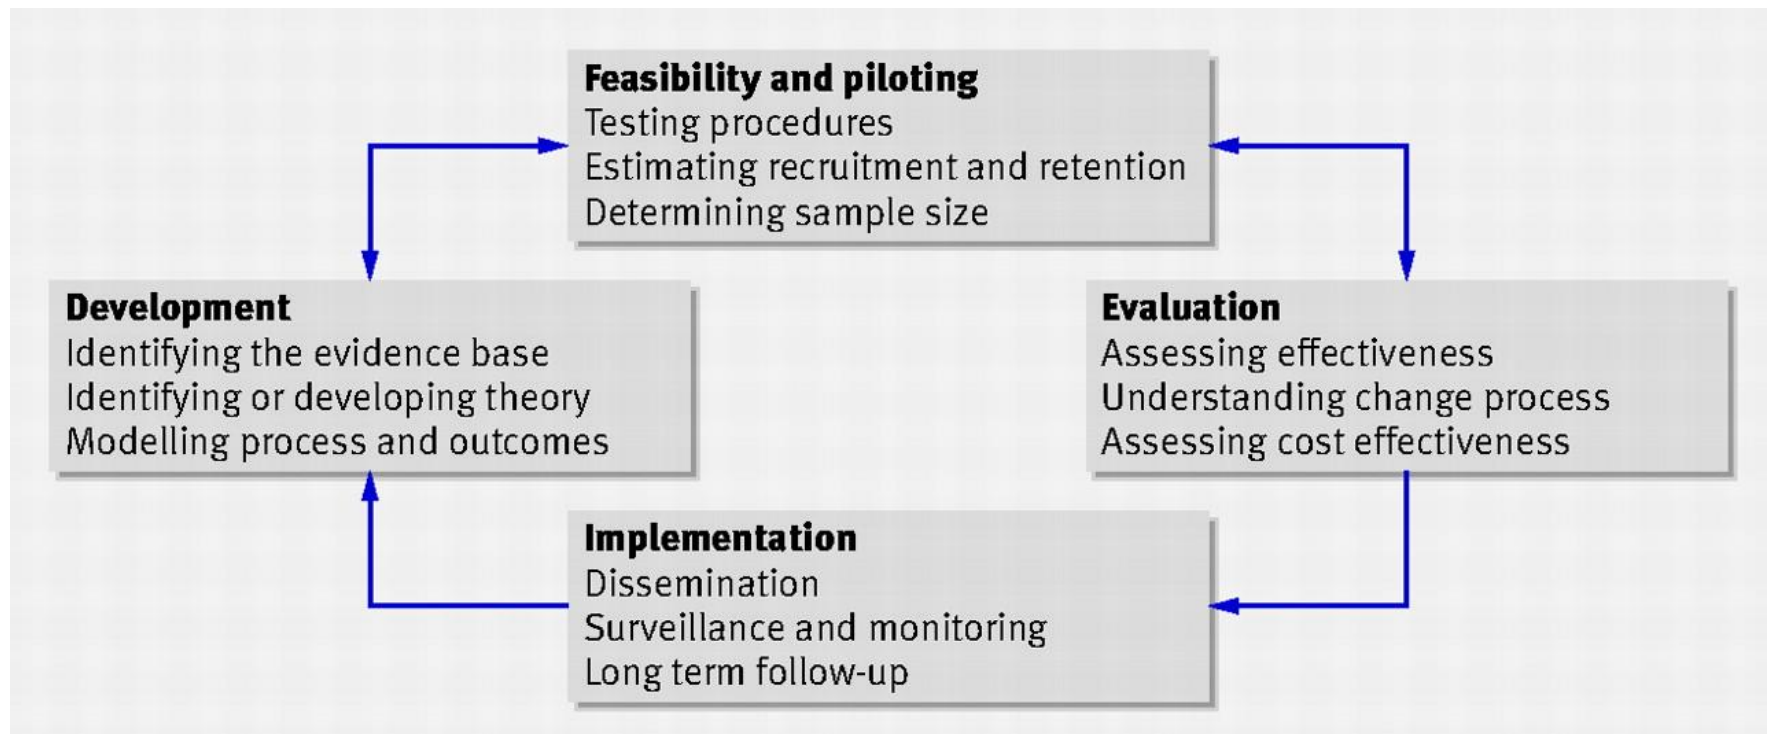 Feasibility and piloting
Testing procedures
Estimating recruitment and retention
Determining sample size
Development
Identifying the evidence base
Identifying or developing theory
Modelling process and outcomes
Evaluation
Assessing effectiveness
Understanding change process
Assessing cost effectiveness
Implementation
Dissemination
Surveillance and monitoring
Long term follow-up